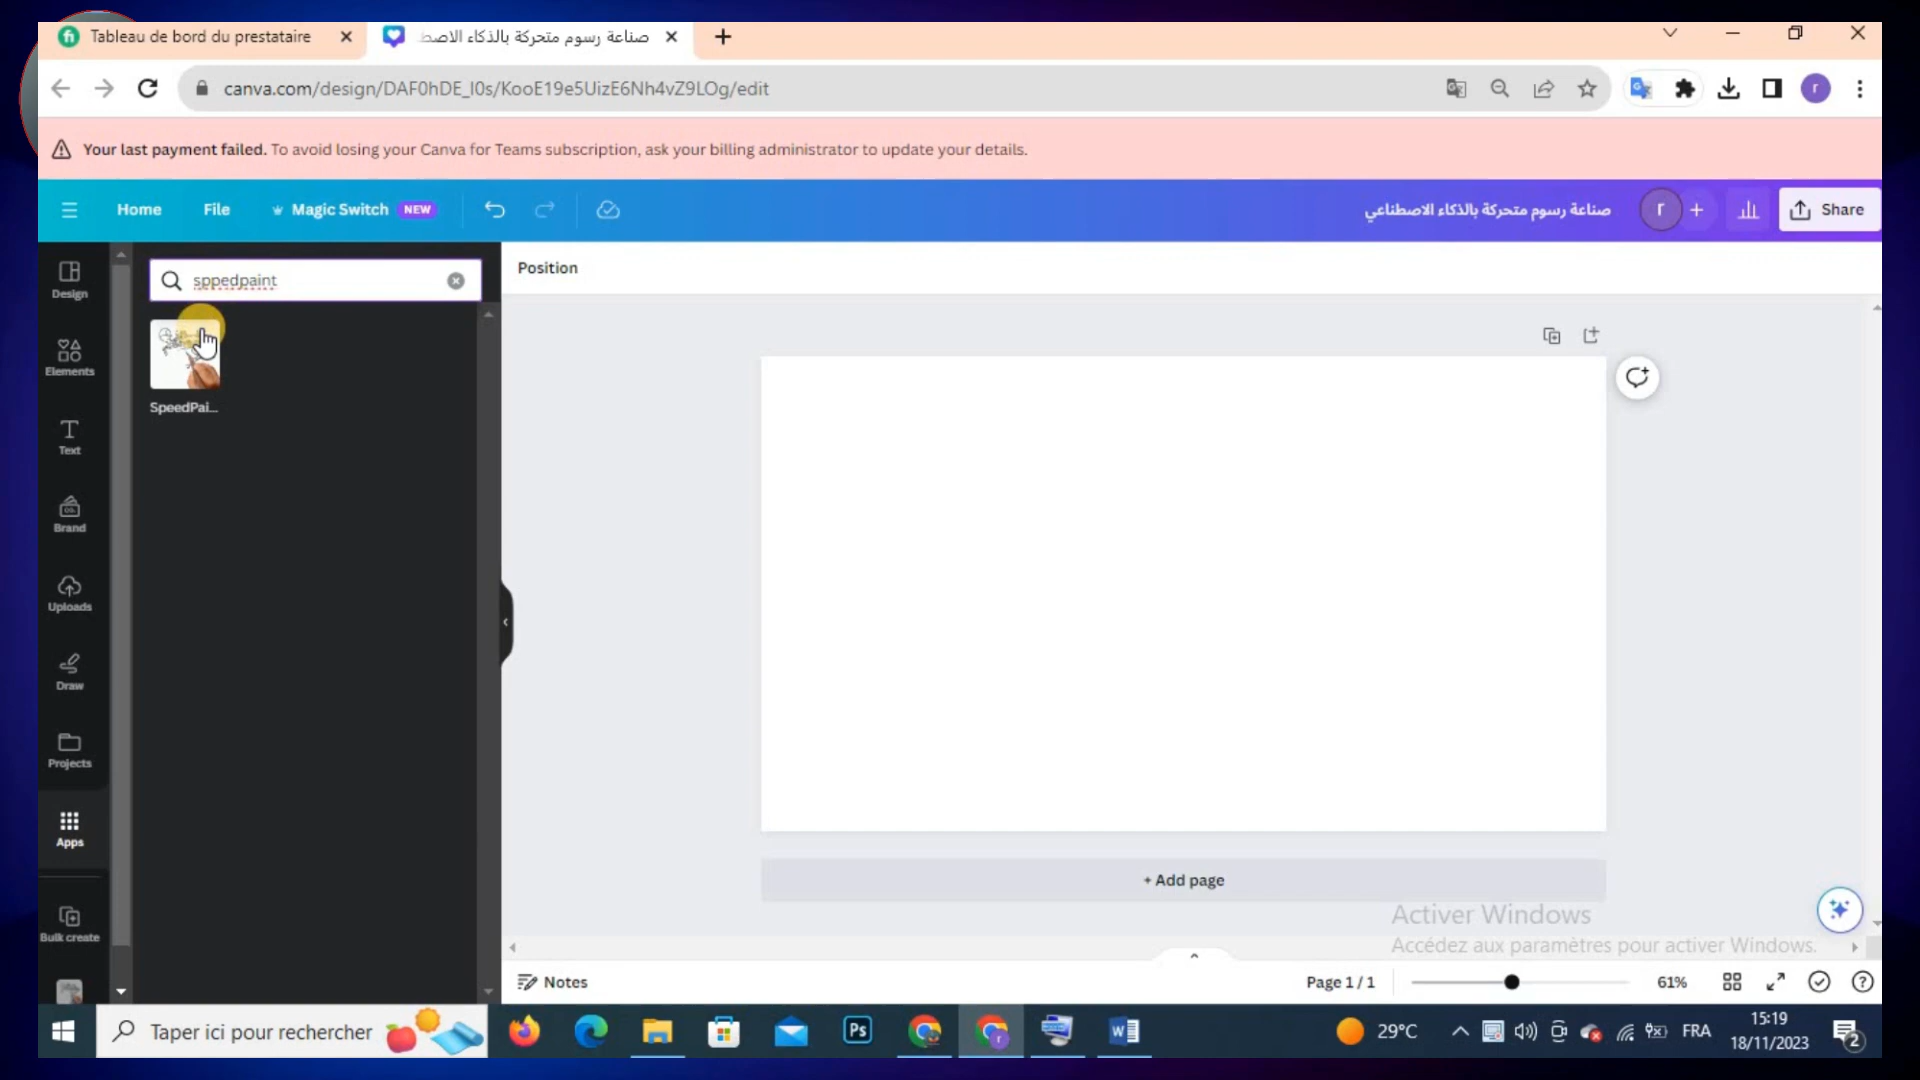 Tableau de bord du prestataire
صناعة رسوم متحركة بالذكاء الاصط
canva.com/design/DAF0hDE_I0s/KooE19e5UizE6Nh4vZ9LOg/edit
r
Your last payment failed. To avoid losing your Canva for Teams subscription, ask your billing administrator to update your details.
Home
File
Magic Switch NEW
صناعة رسوم متحركة بالذكاء الاصطناعي
r
Share
Design
Elements
Text
Brand
Uploads
Draw
Projects
Apps
Bulk create
sppedpaint
SpeedPai...
Position
+ Add page
Activer Windows
Accédez aux paramètres pour activer Windows.
Notes
Page 1 / 1
61%
Taper ici pour rechercher
Ps
29°C
FRA
15:19
18/11/2023
2